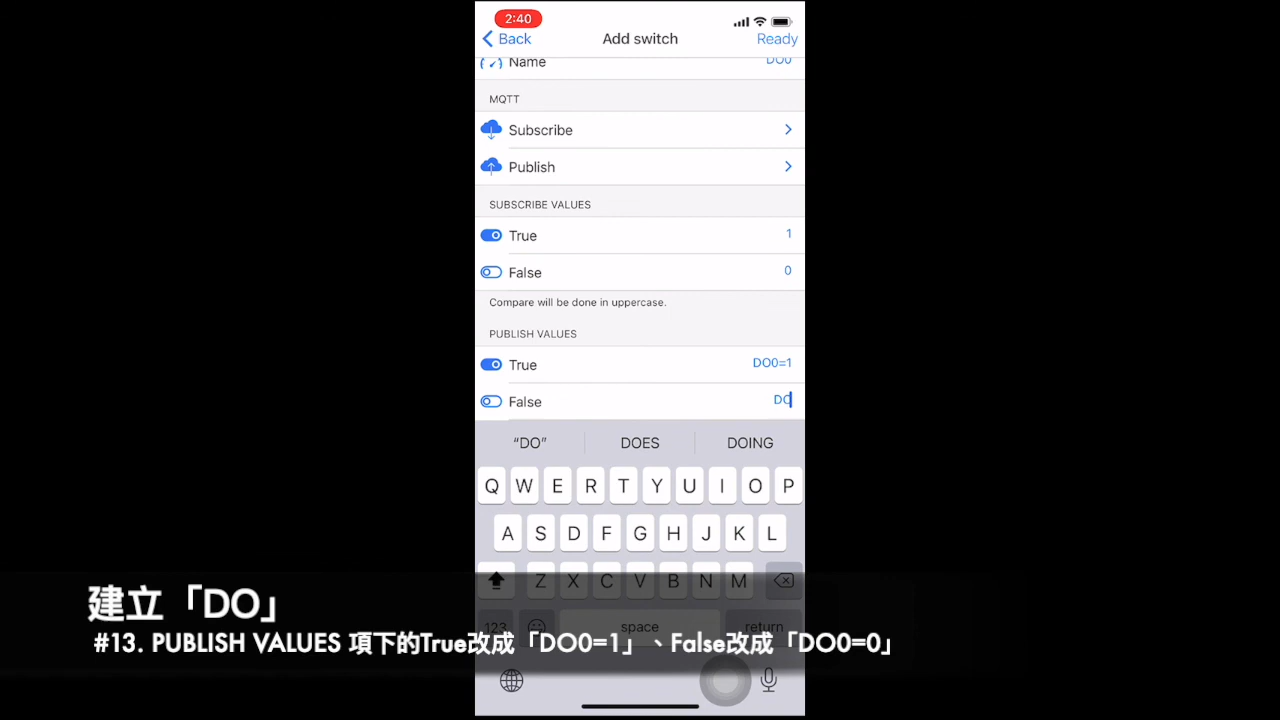 2:40
Back
Add switch
Ready
Name
DO0
MQTT
Subscribe
Publish
SUBSCRIBE VALUES
True
1
False
0
Compare will be done in uppercase.
PUBLISH VALUES
True
DO0=1
False
DO
“DO”
DOES
DOING
Q W E R T Y U I O P
A S D F G H J K L
Z X C V B N M
123
space
return
建立「DO」
#13. PUBLISH VALUES 項下的True改成「DO0=1」、False改成「DO0=0」